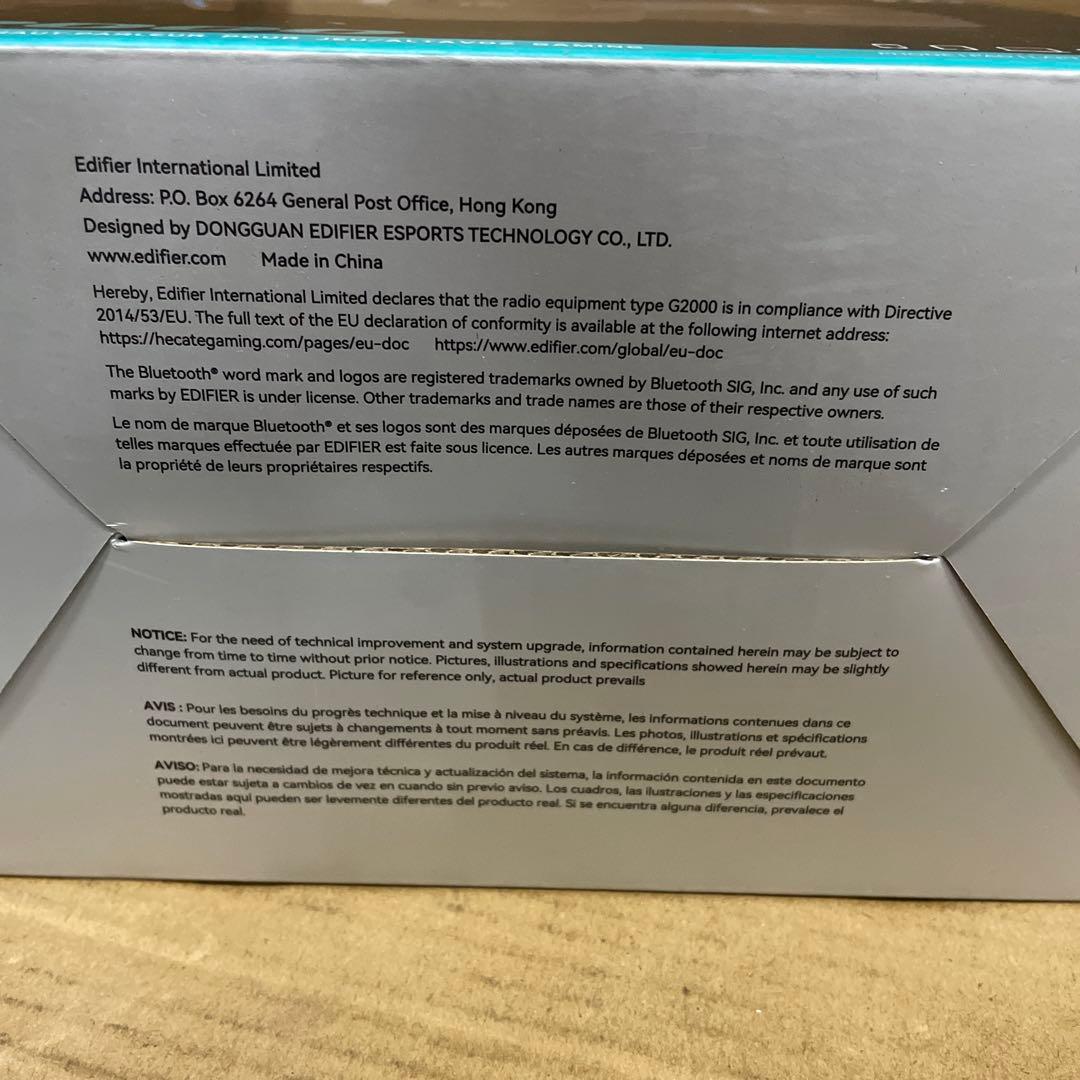 HAUT-PARLEUR POUR JEU ALTAVOZ GAMING
Edifier International Limited
Address: P.O. Box 6264 General Post Office, Hong Kong
Designed by DONGGUAN EDIFIER ESPORTS TECHNOLOGY CO., LTD.
www.edifier.com Made in China
Hereby, Edifier International Limited declares that the radio equipment type G2000 is in compliance with Directive
2014/53/EU. The full text of the EU declaration of conformity is available at the following internet address:
https://hecategaming.com/pages/eu-doc https://www.edifier.com/global/eu-doc
The Bluetooth® word mark and logos are registered trademarks owned by Bluetooth SIG, Inc. and any use of such
marks by EDIFIER is under license. Other trademarks and trade names are those of their respective owners.
Le nom de marque Bluetooth® et ses logos sont des marques déposées de Bluetooth SIG, Inc. et toute utilisation de
telles marques effectuée par EDIFIER est faite sous licence. Les autres marques déposées et noms de marque sont
la propriété de leurs propriétaires respectifs.
NOTICE: For the need of technical improvement and system upgrade, information contained herein may be subject to
change from time to time without prior notice. Pictures, illustrations and specifications showed herein may be slightly
different from actual product. Picture for reference only, actual product prevails
AVIS : Pour les besoins du progrès technique et la mise à niveau du système, les informations contenues dans ce
document peuvent être sujets à changements à tout moment sans préavis. Les photos, illustrations et spécifications
montrées ici peuvent être légèrement différentes du produit réel. En cas de différence, le produit réel prévaut.
AVISO: Para la necesidad de mejora técnica y actualización del sistema, la información contenida en este documento
puede estar sujeta a cambios de vez en cuando sin previo aviso. Los cuadros, las ilustraciones y las especificaciones
mostradas aquí pueden ser levemente diferentes del producto real. Si se encuentra alguna diferencia, prevalece el
producto real.